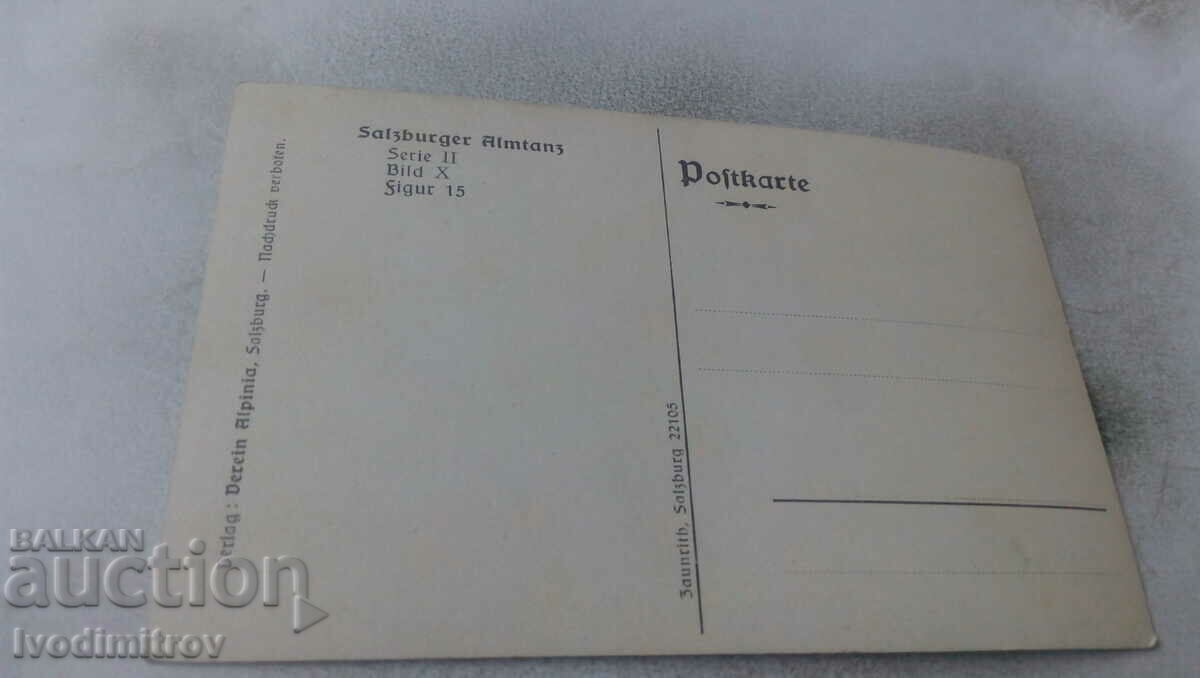 Salzburger Almtanz
Serie II
Bild X
Figur 15
Postkarte
Verlag: Verein Alpinia, Salzburg. — Nachdruck verboten.
Zaunrith, Salzburg 22105
BALKAN
auction
Ivodimitrov